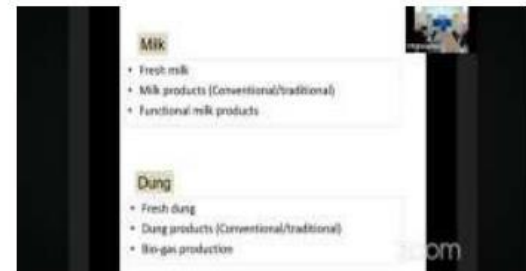 Milk
• Fresh milk
• Milk products (Conventional/traditional)
• Functional milk products
Dung
• Fresh dung
• Dung products (Conventional/traditional)
• Bio-gas production
zoom